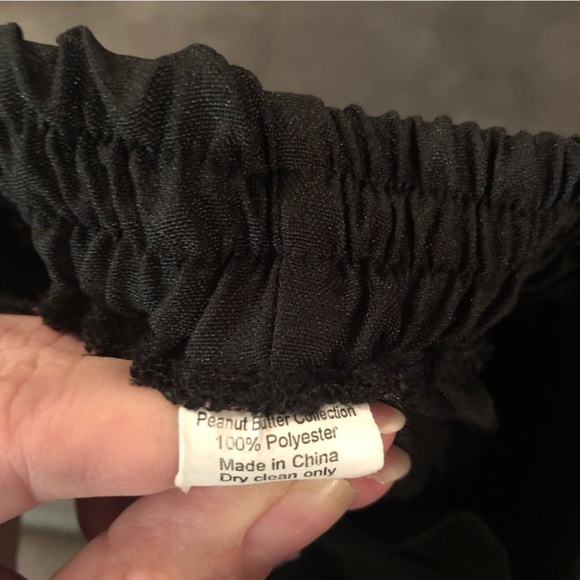 Peanut Butter Collection
100% Polyester
Made in China
Dry clean only